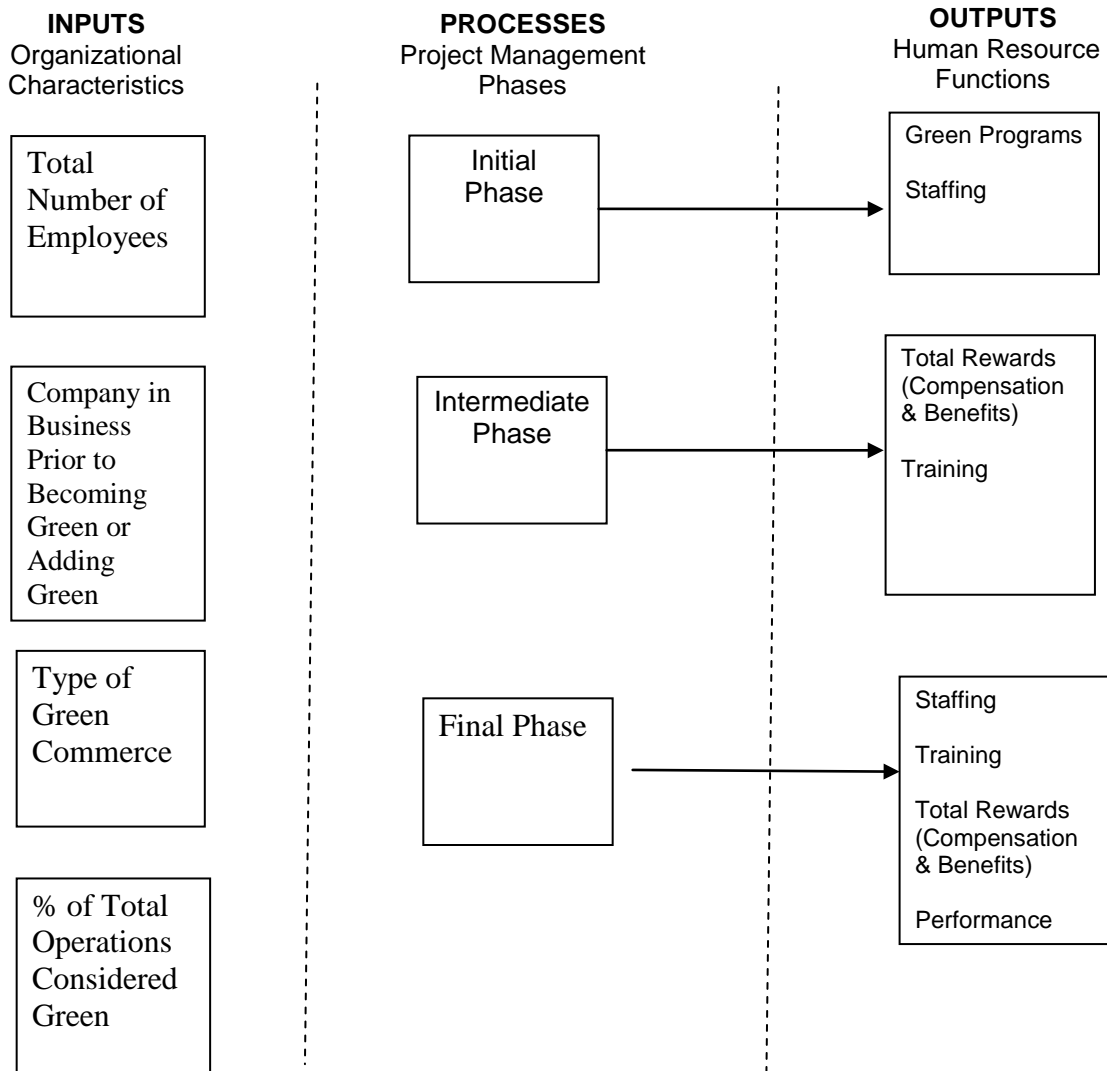 INPUTS
Organizational
Characteristics
PROCESSES
Project Management
Phases
OUTPUTS
Human Resource
Functions
Total
Number of
Employees
Initial
Phase
Green Programs
Staffing
Company in
Business
Prior to
Becoming
Green or
Adding
Green
Intermediate
Phase
Total Rewards
(Compensation
& Benefits)
Training
Type of
Green
Commerce
Final Phase
Staffing
Training
Total Rewards
(Compensation
& Benefits)
Performance
% of Total
Operations
Considered
Green